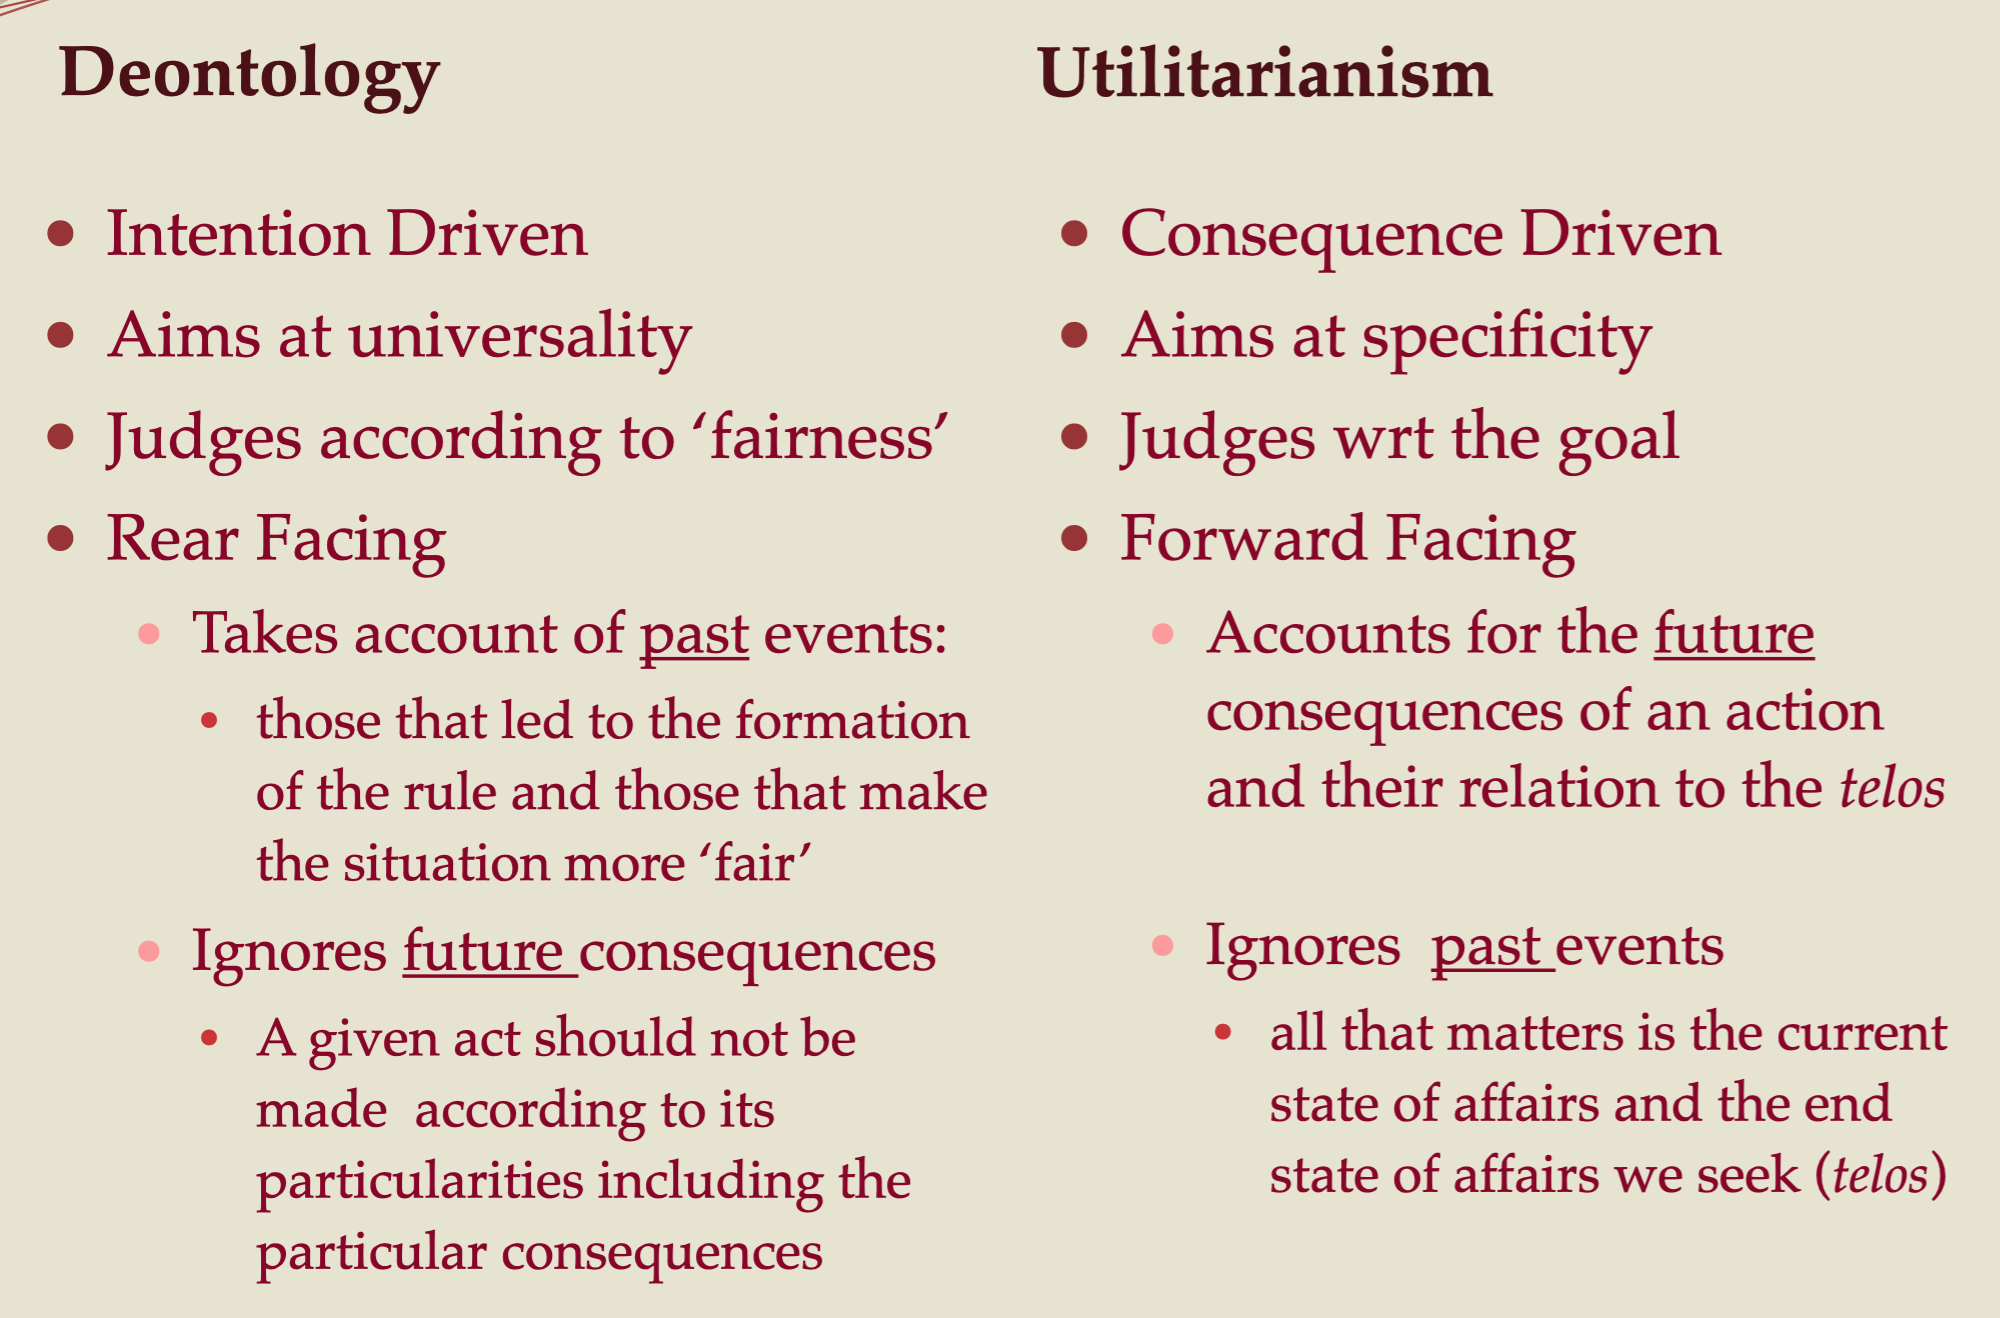 Deontology
• Intention Driven
• Aims at universality
• Judges according to ‘fairness’
• Rear Facing
• Takes account of past events:
• those that led to the formation
of the rule and those that make
the situation more ‘fair’
• Ignores future consequences
• A given act should not be
made according to its
particularities including the
particular consequences
Utilitarianism
• Consequence Driven
• Aims at specificity
• Judges wrt the goal
• Forward Facing
• Accounts for the future
consequences of an action
and their relation to the telos
• Ignores past events
• all that matters is the current
state of affairs and the end
state of affairs we seek (telos)